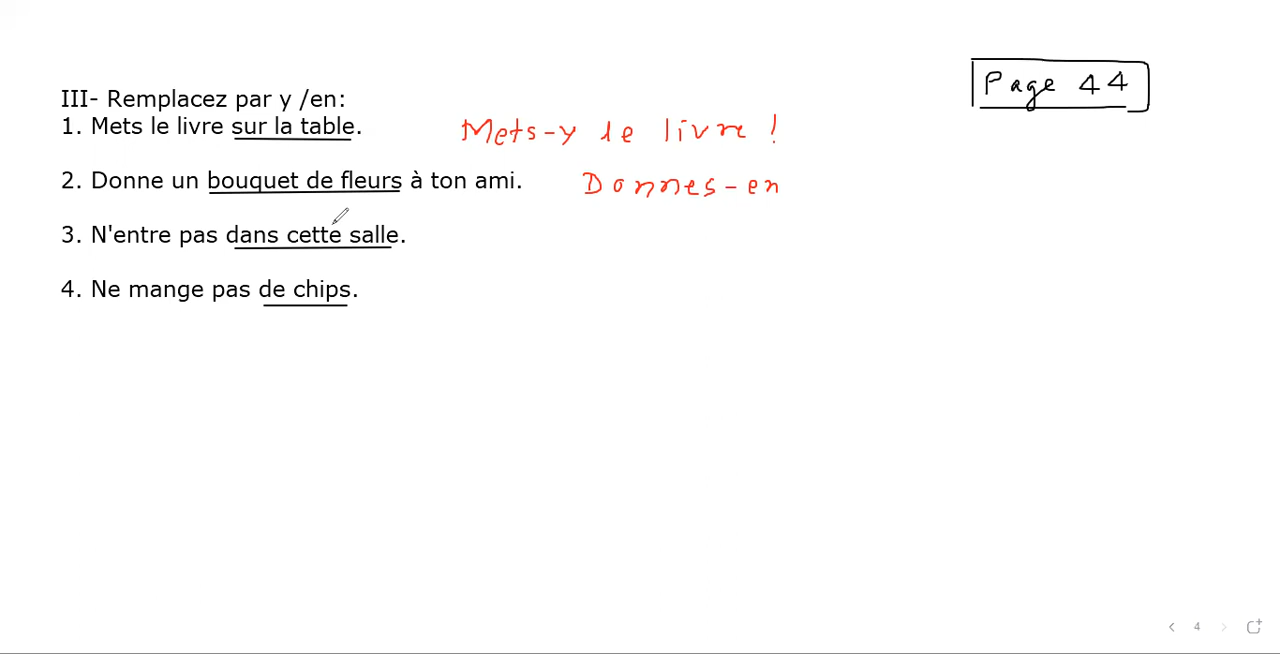 Page 44
III- Remplacez par y /en:
1. Mets le livre sur la table. Mets-y le livre !
2. Donne un bouquet de fleurs à ton ami. Donnes-en
3. N'entre pas dans cette salle.
4. Ne mange pas de chips.
4